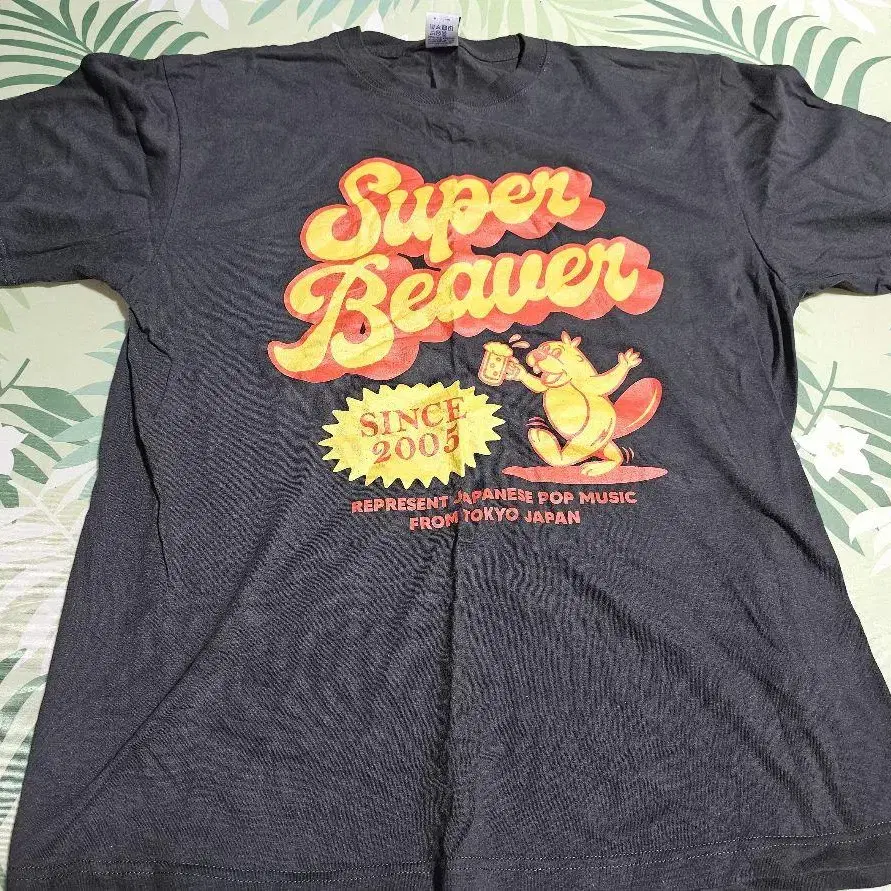 Super
Beaver
SINCE
2005
REPRESENT JAPANESE POP MUSIC
FROM TOKYO JAPAN